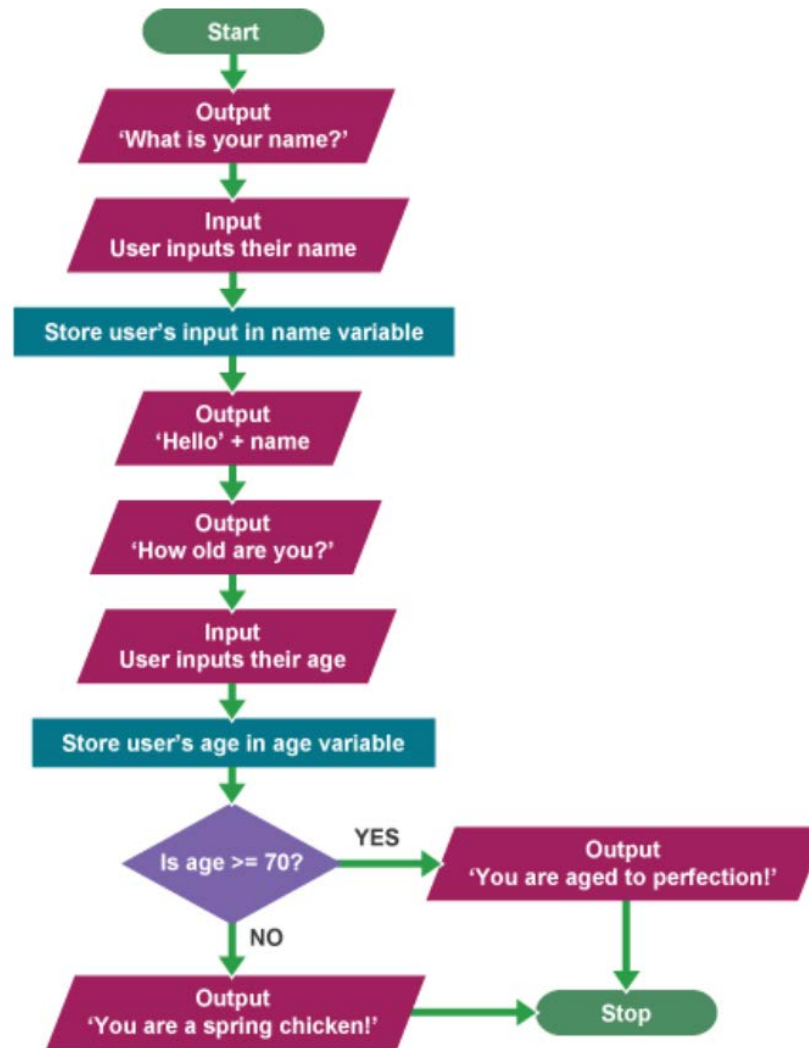 Start
Output
‘What is your name?’
Input
User inputs their name
Store user’s input in name variable
Output
‘Hello’ + name
Output
‘How old are you?’
Input
User inputs their age
Store user’s age in age variable
Is age >= 70?
YES
Output
‘You are aged to perfection!’
NO
Output
‘You are a spring chicken!’
Stop